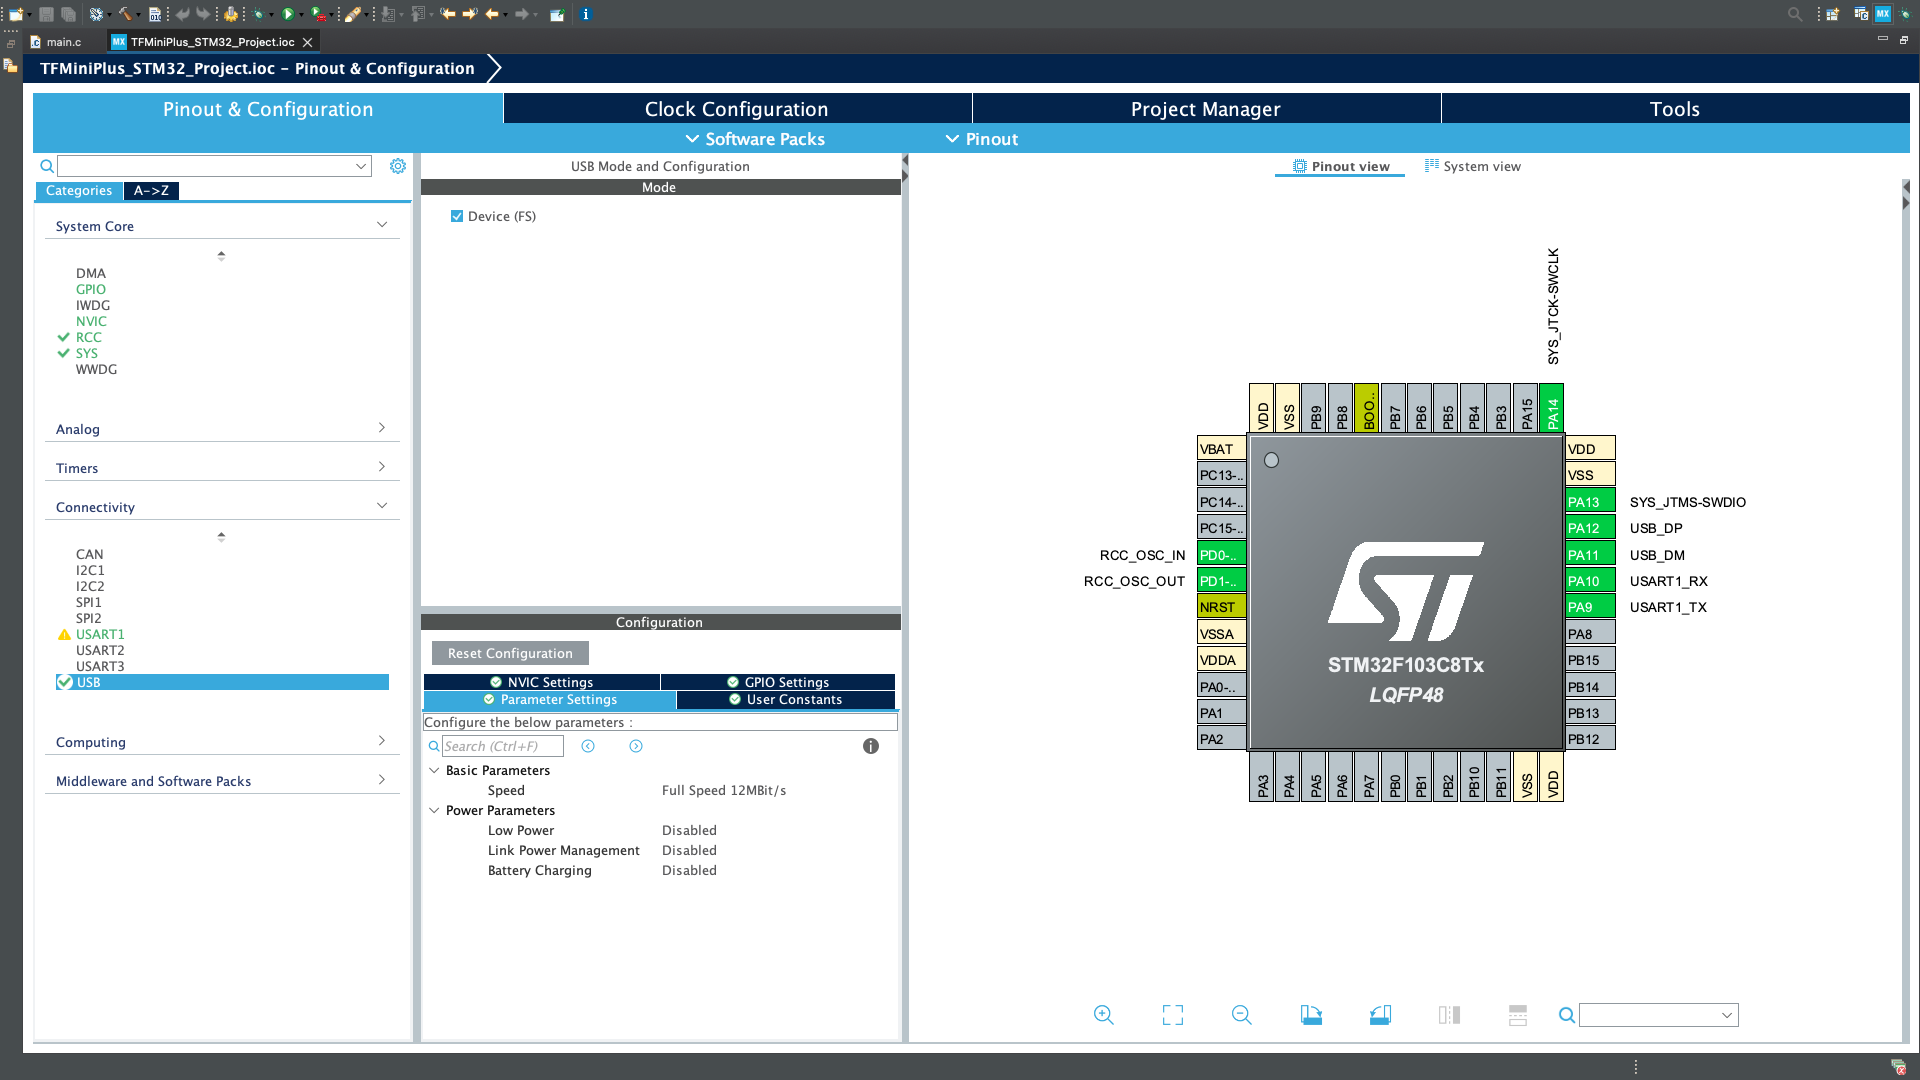 main.c
MX TFMiniPlus_STM32_Project.ioc
MX
TFMiniPlus_STM32_Project.ioc - Pinout & Configuration
Pinout & Configuration
Clock Configuration
Project Manager
Tools
Software Packs
Pinout
Categories
A->Z
System Core
DMA
GPIO
IWDG
NVIC
RCC
SYS
WWDG
Analog
Timers
Connectivity
CAN
I2C1
I2C2
SPI1
SPI2
USART1
USART2
USART3
USB
Computing
Middleware and Software Packs
USB Mode and Configuration
Mode
Device (FS)
Configuration
Reset Configuration
NVIC Settings
GPIO Settings
Parameter Settings
User Constants
Configure the below parameters :
Search (Ctrl+F)
Basic Parameters
Speed Full Speed 12MBit/s
Power Parameters
Low Power Disabled
Link Power Management Disabled
Battery Charging Disabled
Pinout view
System view
SYS_JTCK-SWCLK
VDD
VSS
PB9
PB8
BOO..
PB7
PB6
PB5
PB4
PB3
PA15
PA14
VBAT
PC13-..
PC14-..
PC15-..
RCC_OSC_IN PD0-..
RCC_OSC_OUT PD1-..
NRST
VSSA
VDDA
PA0-..
PA1
PA2
ST
STM32F103C8Tx
LQFP48
VDD
VSS
PA13 SYS_JTMS-SWDIO
PA12 USB_DP
PA11 USB_DM
PA10 USART1_RX
PA9 USART1_TX
PA8
PB15
PB14
PB13
PB12
PA3
PA4
PA5
PA6
PA7
PB0
PB1
PB2
PB10
PB11
VSS
VDD